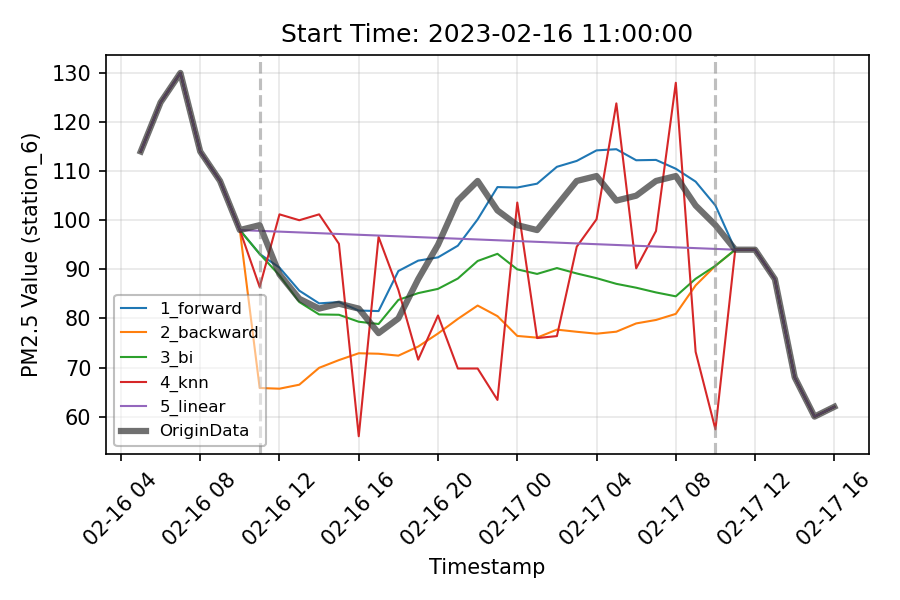 Start Time: 2023-02-16 11:00:00
PM2.5 Value (station_6)
130
120
110
100
90
80
70
60
1_forward
2_backward
3_bi
4_knn
5_linear
OriginData
02-16 04
02-16 08
02-16 12
02-16 16
02-16 20
02-17 00
02-17 04
02-17 08
02-17 12
02-17 16
Timestamp